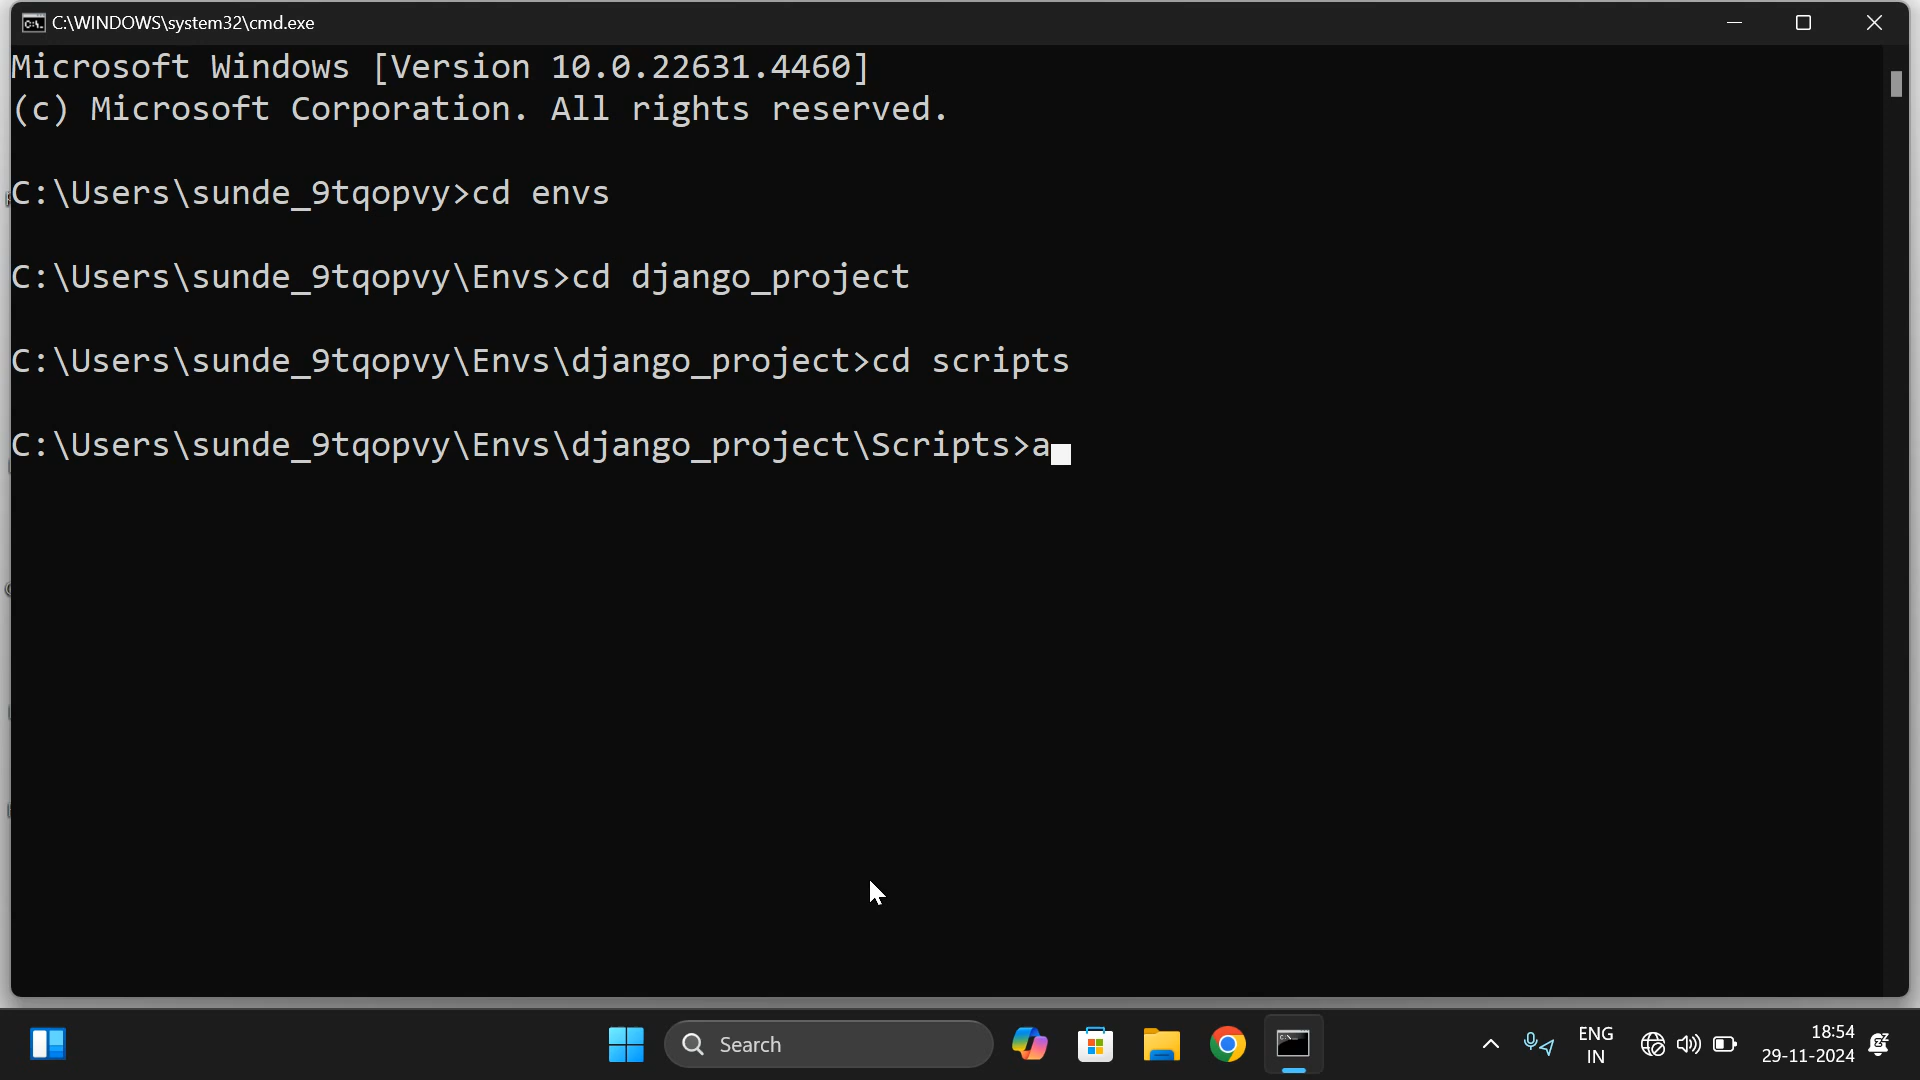 C:\WINDOWS\system32\cmd.exe
Microsoft Windows [Version 10.0.22631.4460]
(c) Microsoft Corporation. All rights reserved.
C:\Users\sunde_9tqopvy>cd envs
C:\Users\sunde_9tqopvy\Envs>cd django_project
C:\Users\sunde_9tqopvy\Envs\django_project>cd scripts
C:\Users\sunde_9tqopvy\Envs\django_project\Scripts>a
Search
ENG
IN
18:54
29-11-2024